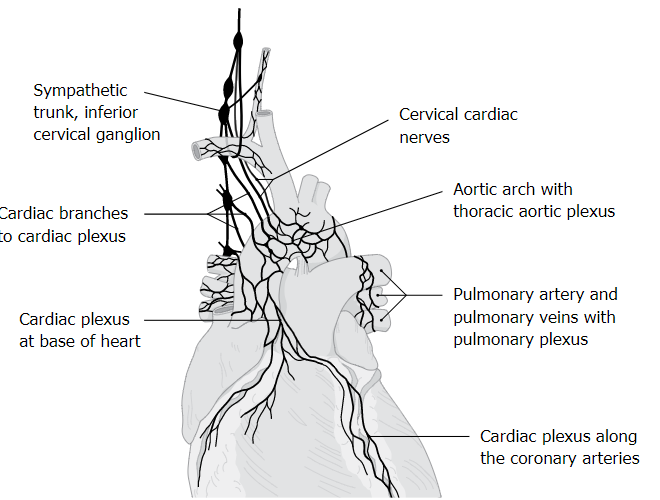 Sympathetic
trunk, inferior
cervical ganglion
Cervical cardiac
nerves
Aortic arch with
thoracic aortic plexus
Cardiac branches
to cardiac plexus
Pulmonary artery and
pulmonary veins with
pulmonary plexus
Cardiac plexus
at base of heart
Cardiac plexus along
the coronary arteries